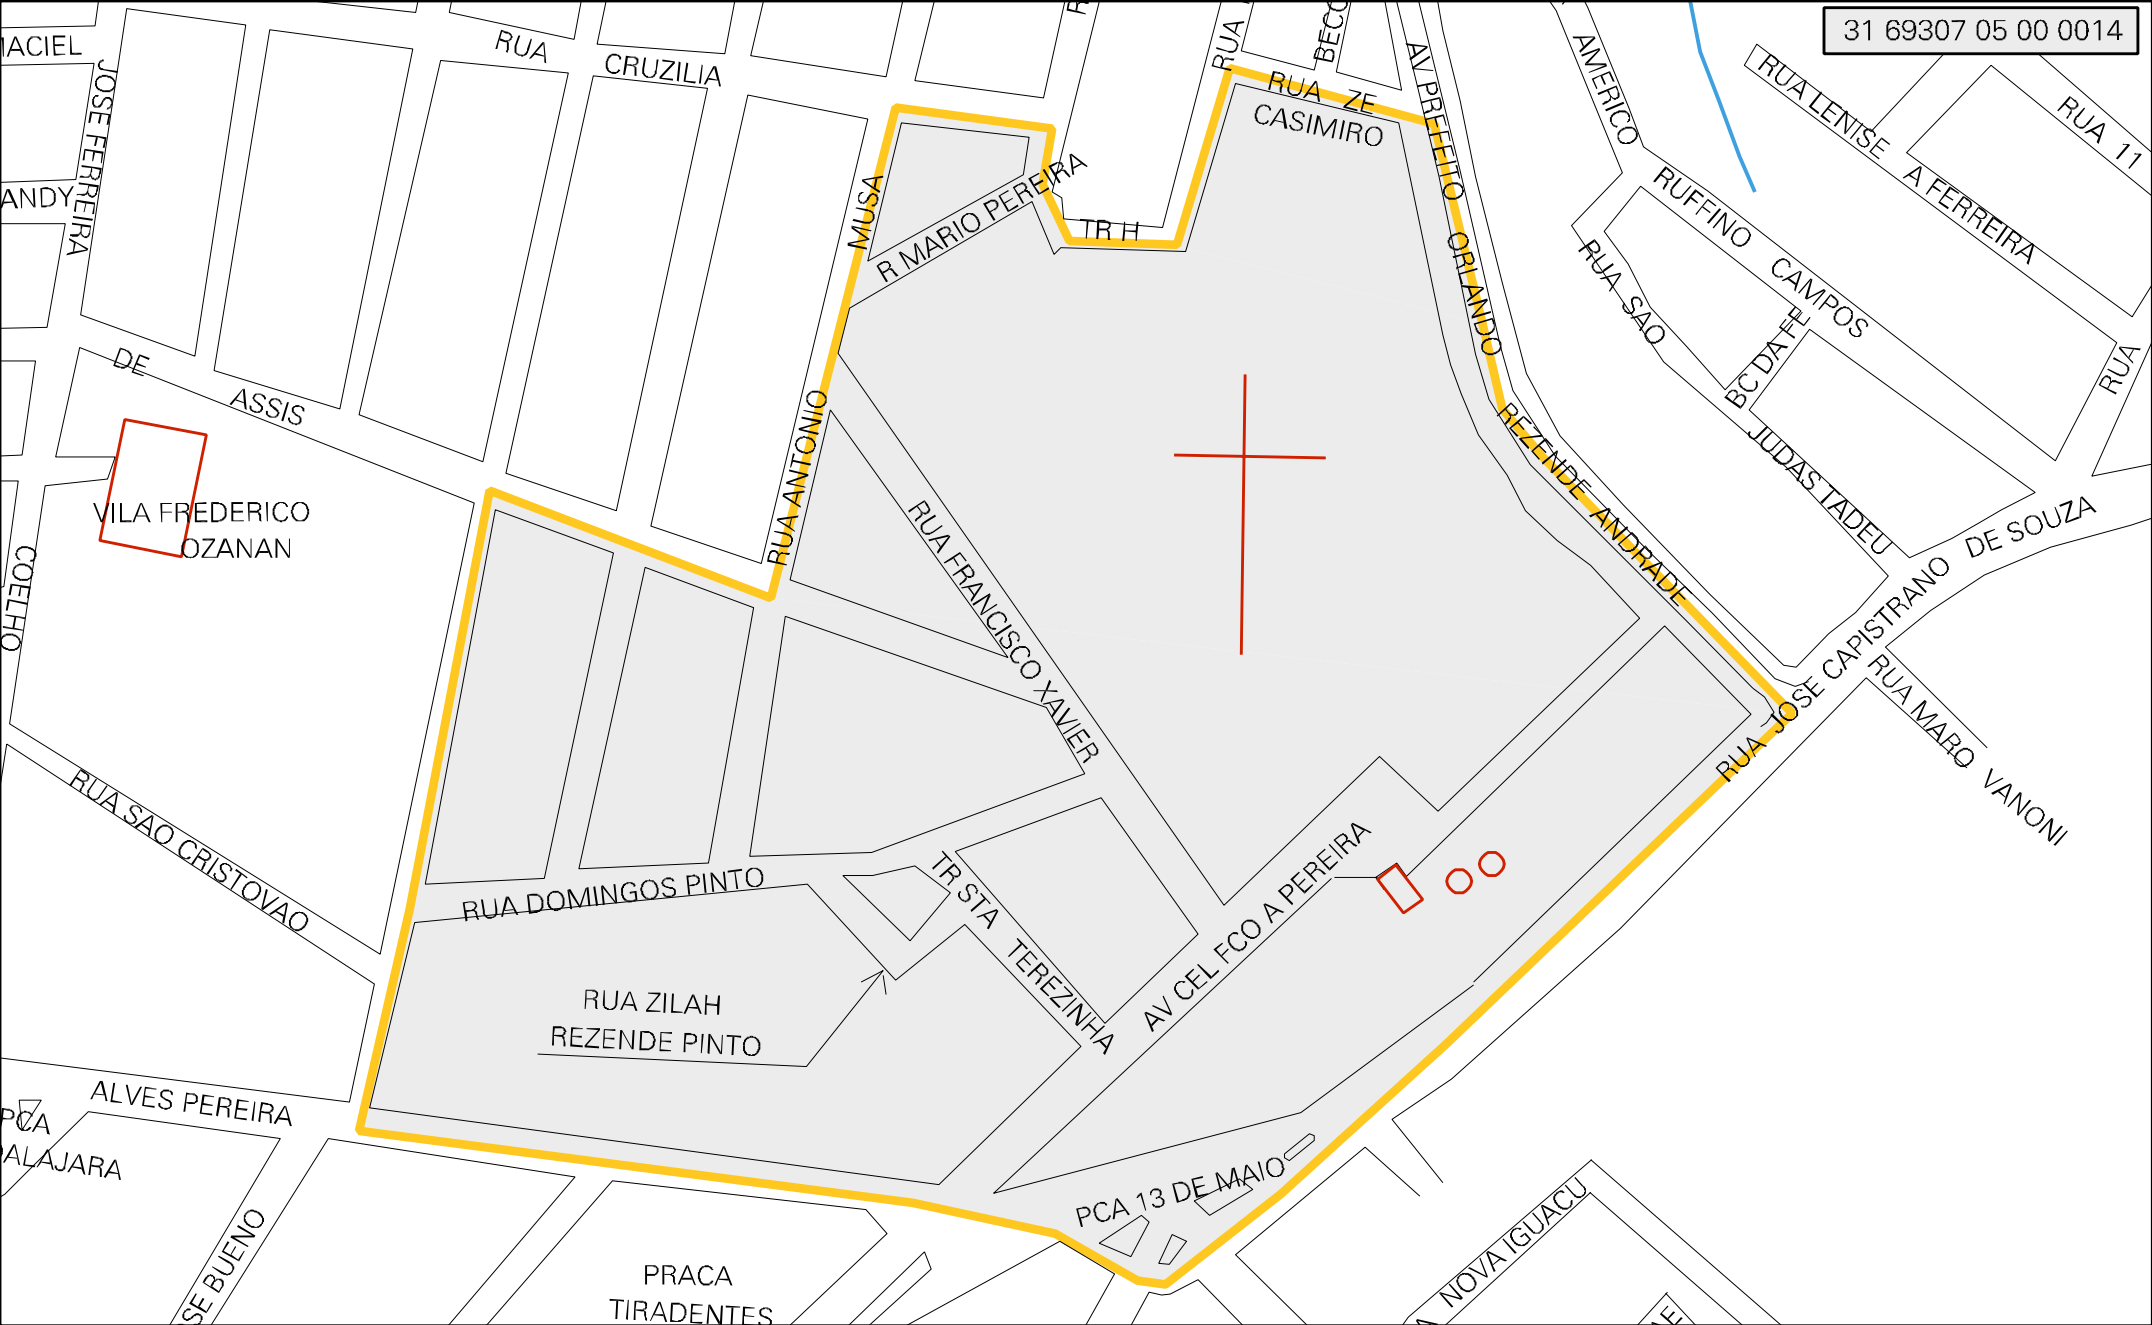 31 69307 05 00 0014
MACIEL
RUA
CRUZILIA
JOSE FERREIRA
RUA
BECO
RUA ZE
CASIMIRO
AV PREFEITO
ORLANDO
REZENDE ANDRADE
AMERICO
RUFFINO CAMPOS
RUA LENISE
A FERREIRA
RUA 11
RUA
MUSA
RUA ANTONIO
R MARIO PEREIRA
TR H
RUA SAO
JUDAS TADEU
BC DA FE
DE
ASSIS
VILA FREDERICO
OZANAN
COELHO
RUA FRANCISCO XAVIER
RUA JOSE CAPISTRANO DE SOUZA
RUA MARO VANONI
RUA SAO CRISTOVAO
RUA DOMINGOS PINTO
TR STA TEREZINHA
AV CEL FCO A PEREIRA
RUA ZILAH
REZENDE PINTO
ALVES PEREIRA
PCA
PCA 13 DE MAIO
PRACA
TIRADENTES
NOVA IGUACU